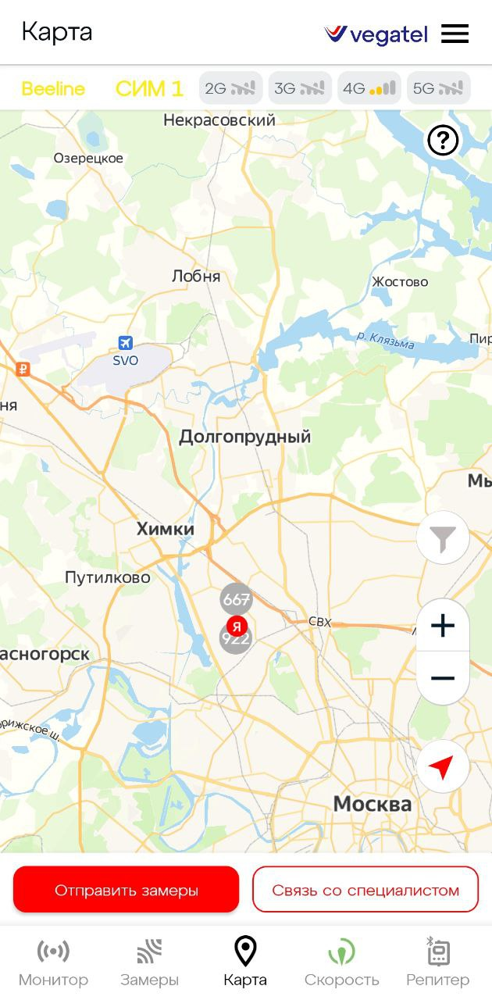 Карта
vegatel
Beeline СИМ 1 2G 3G 4G 5G
Некрасовский
?
Озерецкое
Лобня
Жостово
р. Клязьма
Пир
SVO
₽
ня
Долгопрудный
Мы
Химки
Путилково
667
Я
922
СВХ
+
асногорск
−
орижское ш.
Москва
Отправить замеры Связь со специалистом
Монитор Замеры Карта Скорость Репитер